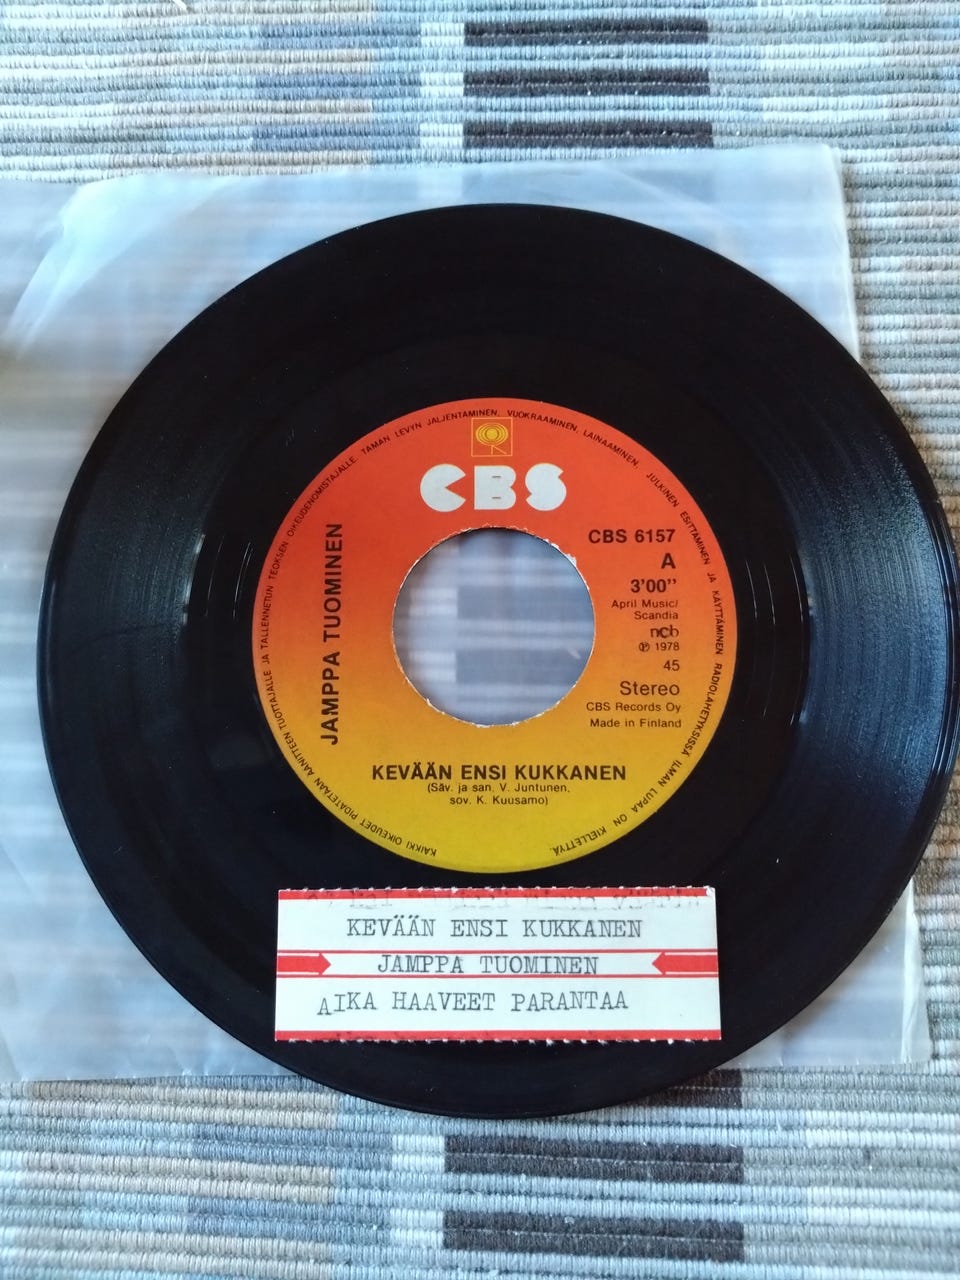 KAIKKI OIKEUDET PIDÄTETÄÄN ÄÄNITTEEN TUOTTAJALLE JA TALLENNETUN TEOKSEN OIKEUDENOMISTAJALLE. TÄMÄN LEVYN JÄLJENTÄMINEN, VUOKRAAMINEN, LAINAAMINEN, JULKINEN ESITTÄMINEN JA KÄYTTÄMINEN RADIOLÄHETYKSISSÄ ILMAN LUPAA ON KIELLETTYÄ.
CBS
JAMPPA TUOMINEN
CBS 6157
A
3'00"
April Music/
Scandia
ncb
℗ 1978
45
Stereo
CBS Records Oy
Made in Finland
KEVÄÄN ENSI KUKKANEN
(Säv. ja san. V. Juntunen,
sov. K. Kuusamo)
KEVÄÄN ENSI KUKKANEN
JAMPPA TUOMINEN
AIKA HAAVEET PARANTAA